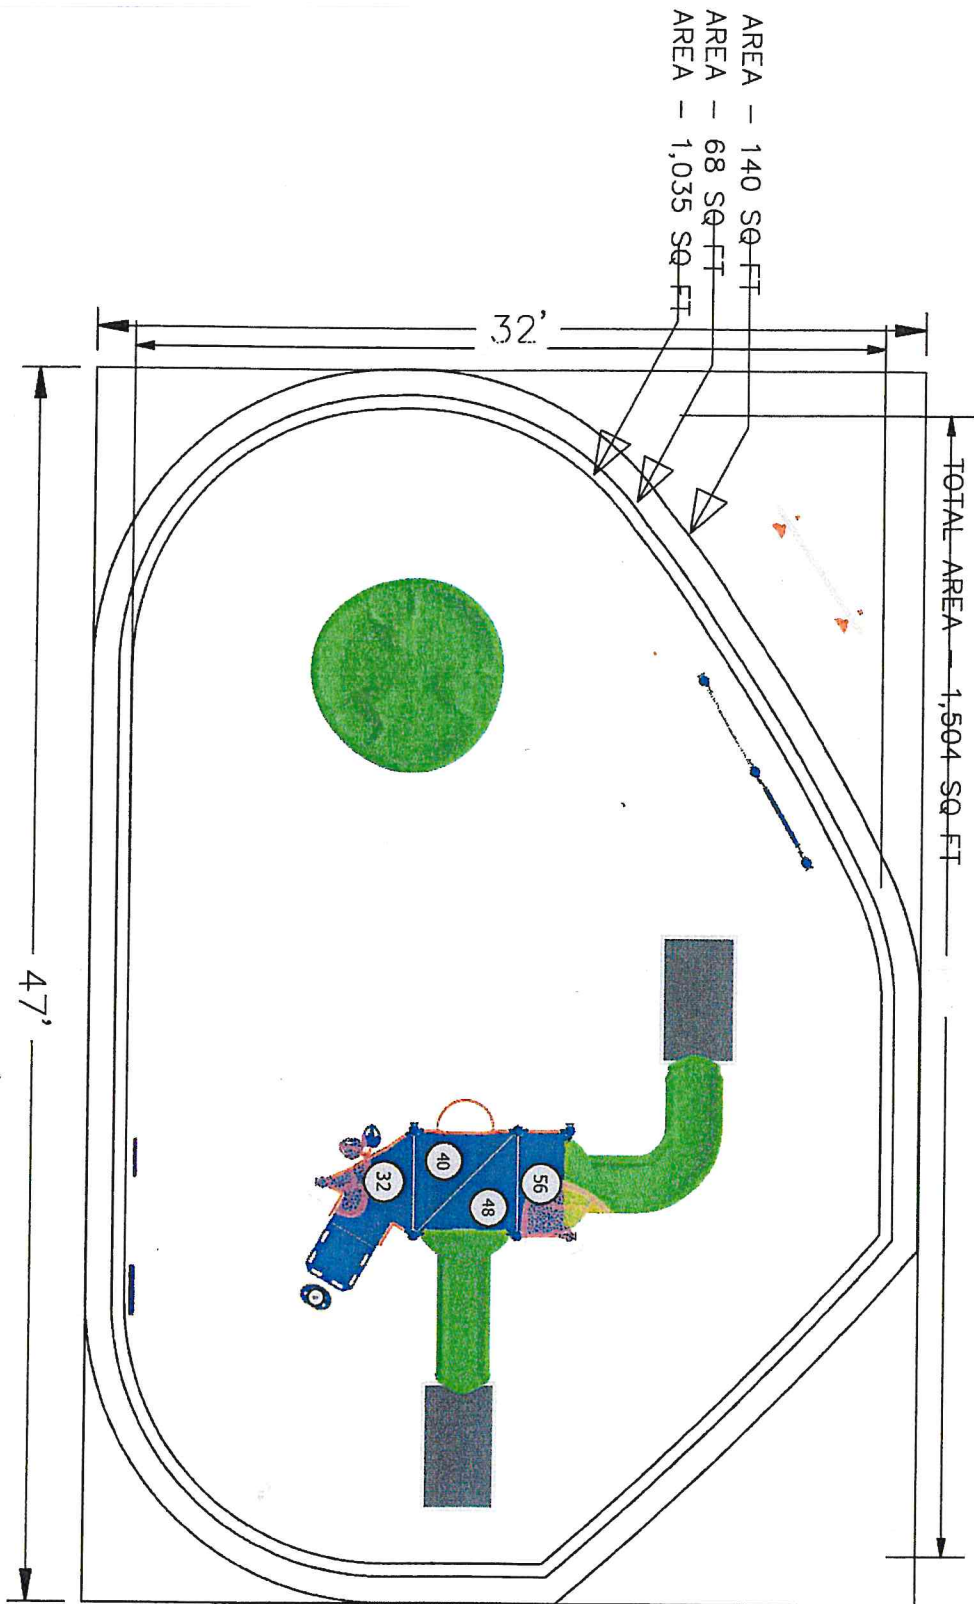 AREA - 140 SQ FT
AREA - 68 SQ FT
AREA - 1,035 SQ FT
32'
TOTAL AREA - 1,504 SQ FT
47'
56
48
40
32